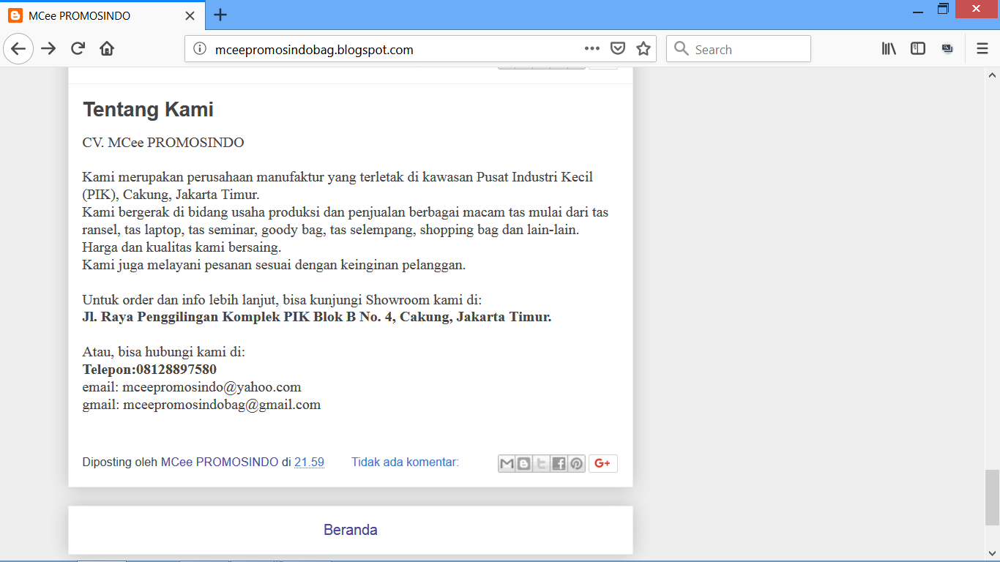 MCee PROMOSINDO
mceepromosindobag.blogspot.com
Search
Tentang Kami
CV. MCee PROMOSINDO
Kami merupakan perusahaan manufaktur yang terletak di kawasan Pusat Industri Kecil
(PIK), Cakung, Jakarta Timur.
Kami bergerak di bidang usaha produksi dan penjualan berbagai macam tas mulai dari tas
ransel, tas laptop, tas seminar, goody bag, tas selempang, shopping bag dan lain-lain.
Harga dan kualitas kami bersaing.
Kami juga melayani pesanan sesuai dengan keinginan pelanggan.
Untuk order dan info lebih lanjut, bisa kunjungi Showroom kami di:
Jl. Raya Penggilingan Komplek PIK Blok B No. 4, Cakung, Jakarta Timur.
Atau, bisa hubungi kami di:
Telepon:08128897580
email: mceepromosindo@yahoo.com
gmail: mceepromosindobag@gmail.com
Diposting oleh MCee PROMOSINDO di 21.59 Tidak ada komentar: G+
Beranda